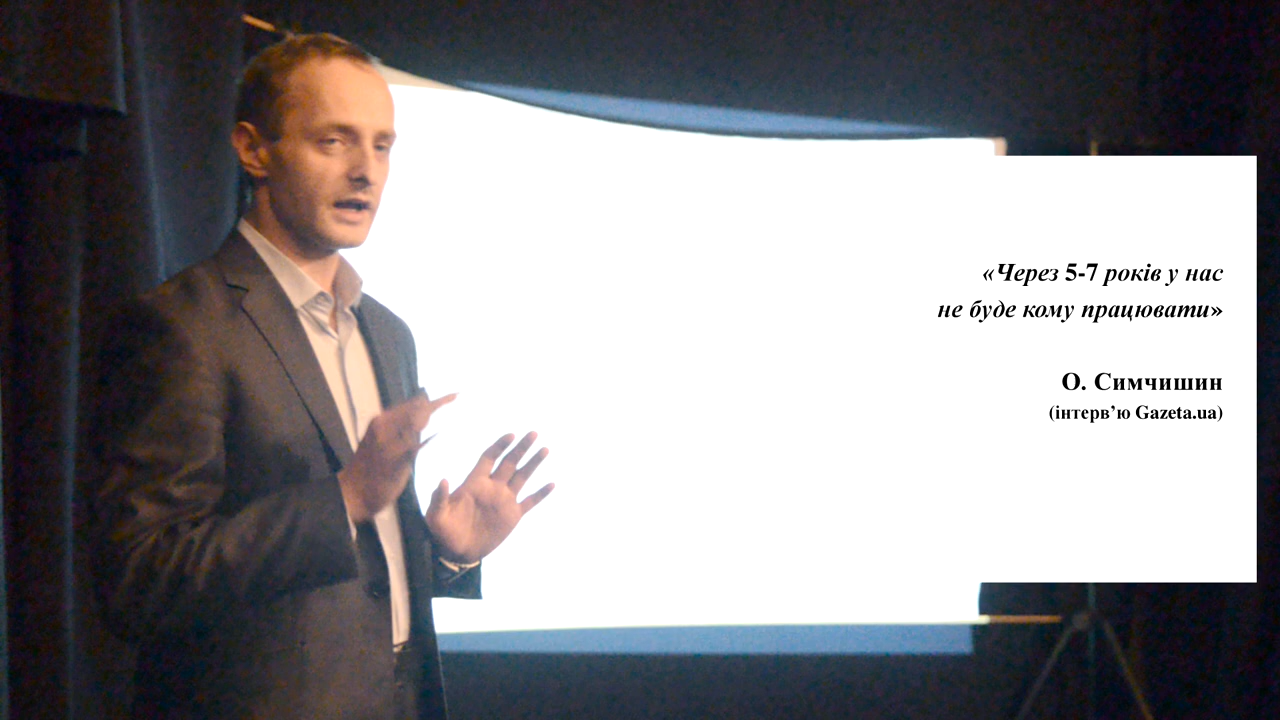 «Через 5-7 років у нас
не буде кому працювати»
О. Симчишин
(інтерв’ю Gazeta.ua)